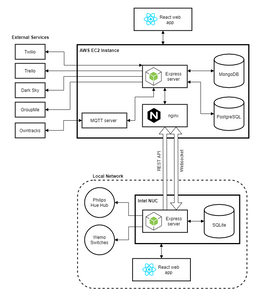 React web
app
External Services
AWS EC2 Instance
Twilio
Trello
Dark Sky
GroupMe
Owntracks
Express
server
MongoDB
PostgreSQL
MQTT server
N
nginx
REST API
Websocket
Local Network
Intel NUC
Philips
Hue Hub
Wemo
Switches
Express
server
SQLite
React web
app